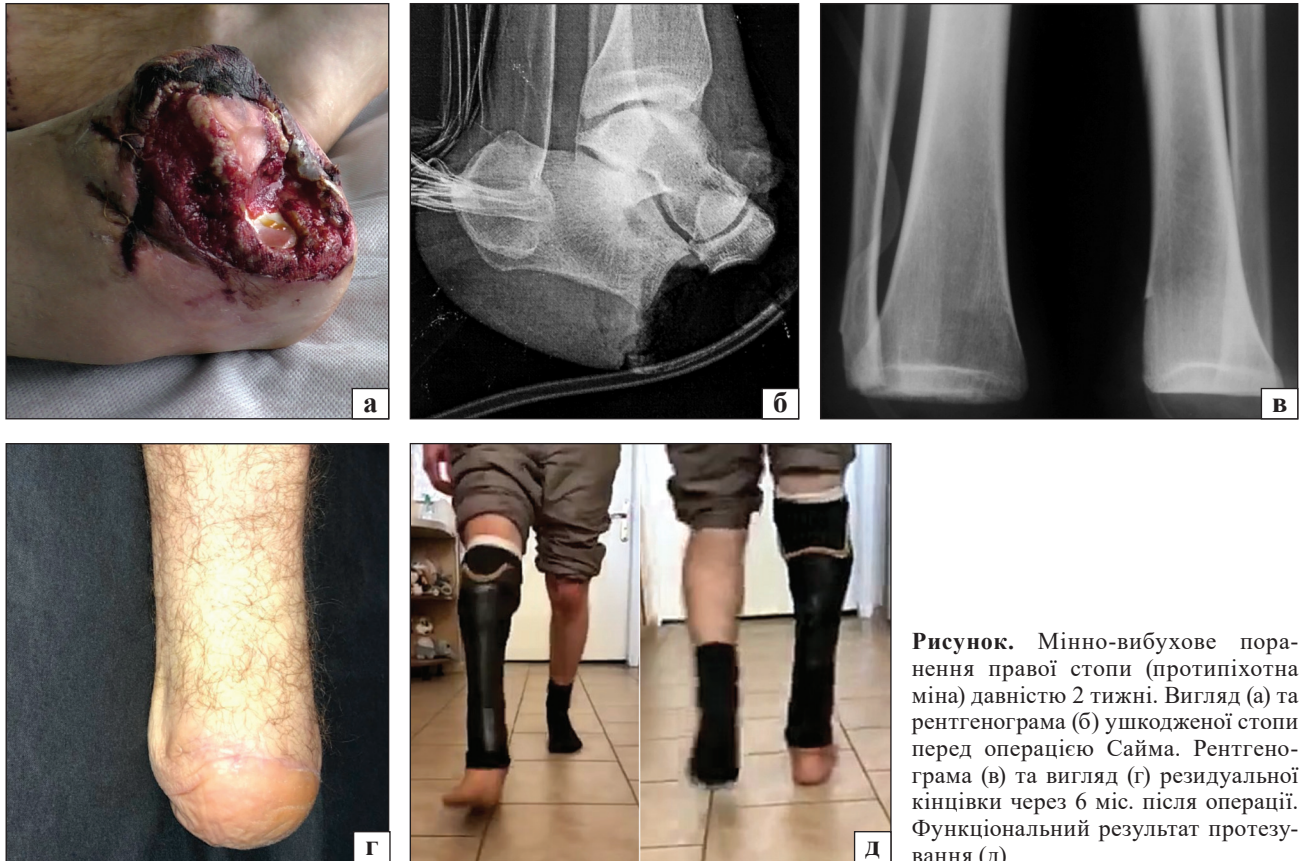 а
б
в
г
д
Рисунок. Мінно-вибухове пора-
нення правої стопи (протипіхотна
міна) давністю 2 тижні. Вигляд (а) та
рентгенограма (б) ушкодженої стопи
перед операцією Сайма. Рентгено-
грама (в) та вигляд (г) резидуальної
кінцівки через 6 міс. після операції.
Функціональний результат протезу-
вання (д)